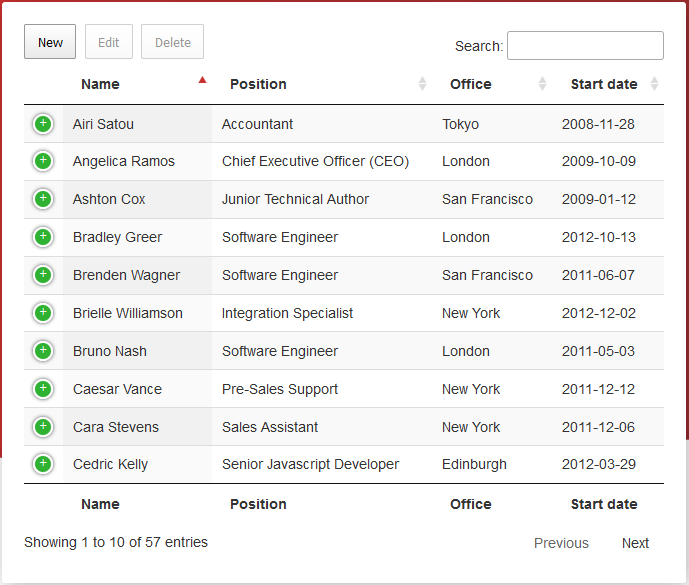 New Edit Delete
Search:
Name Position Office Start date
Airi Satou Accountant Tokyo 2008-11-28
Angelica Ramos Chief Executive Officer (CEO) London 2009-10-09
Ashton Cox Junior Technical Author San Francisco 2009-01-12
Bradley Greer Software Engineer London 2012-10-13
Brenden Wagner Software Engineer San Francisco 2011-06-07
Brielle Williamson Integration Specialist New York 2012-12-02
Bruno Nash Software Engineer London 2011-05-03
Caesar Vance Pre-Sales Support New York 2011-12-12
Cara Stevens Sales Assistant New York 2011-12-06
Cedric Kelly Senior Javascript Developer Edinburgh 2012-03-29
Name Position Office Start date
Showing 1 to 10 of 57 entries
Previous Next